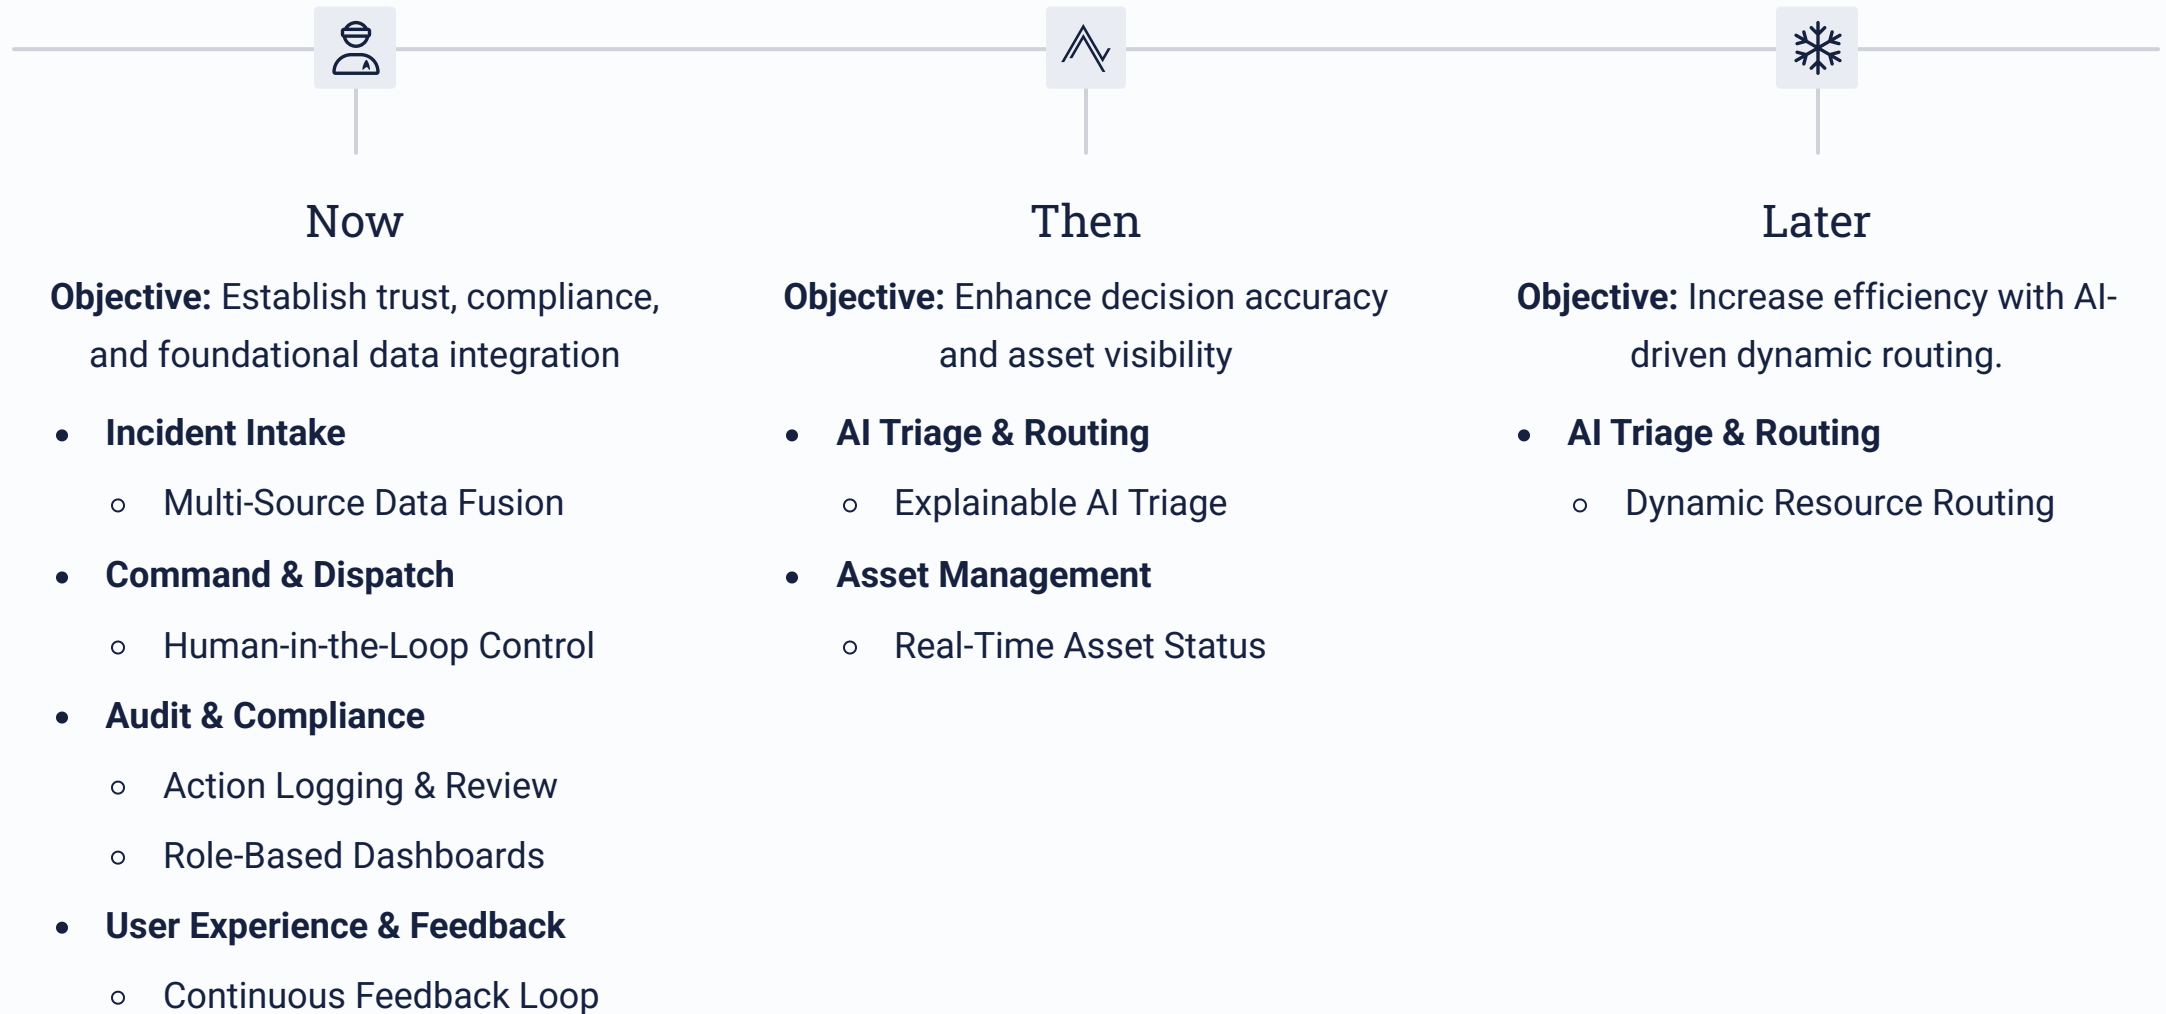 Now
Objective: Establish trust, compliance,
and foundational data integration
• Incident Intake
○ Multi-Source Data Fusion
• Command & Dispatch
○ Human-in-the-Loop Control
• Audit & Compliance
○ Action Logging & Review
○ Role-Based Dashboards
• User Experience & Feedback
○ Continuous Feedback Loop
Then
Objective: Enhance decision accuracy
and asset visibility
• AI Triage & Routing
○ Explainable AI Triage
• Asset Management
○ Real-Time Asset Status
Later
Objective: Increase efficiency with AI-
driven dynamic routing.
• AI Triage & Routing
○ Dynamic Resource Routing